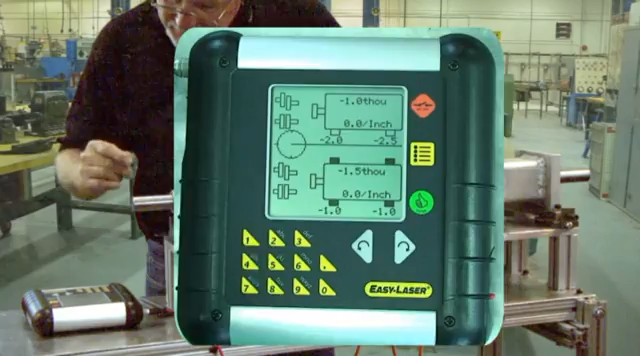 -1.0thou
0.0/Inch
-2.0 -2.5
-1.5thou
0.0/Inch
-1.0 -1.0
1 2 3
4 5 6 .
7 8 9 0
EASY-LASER®